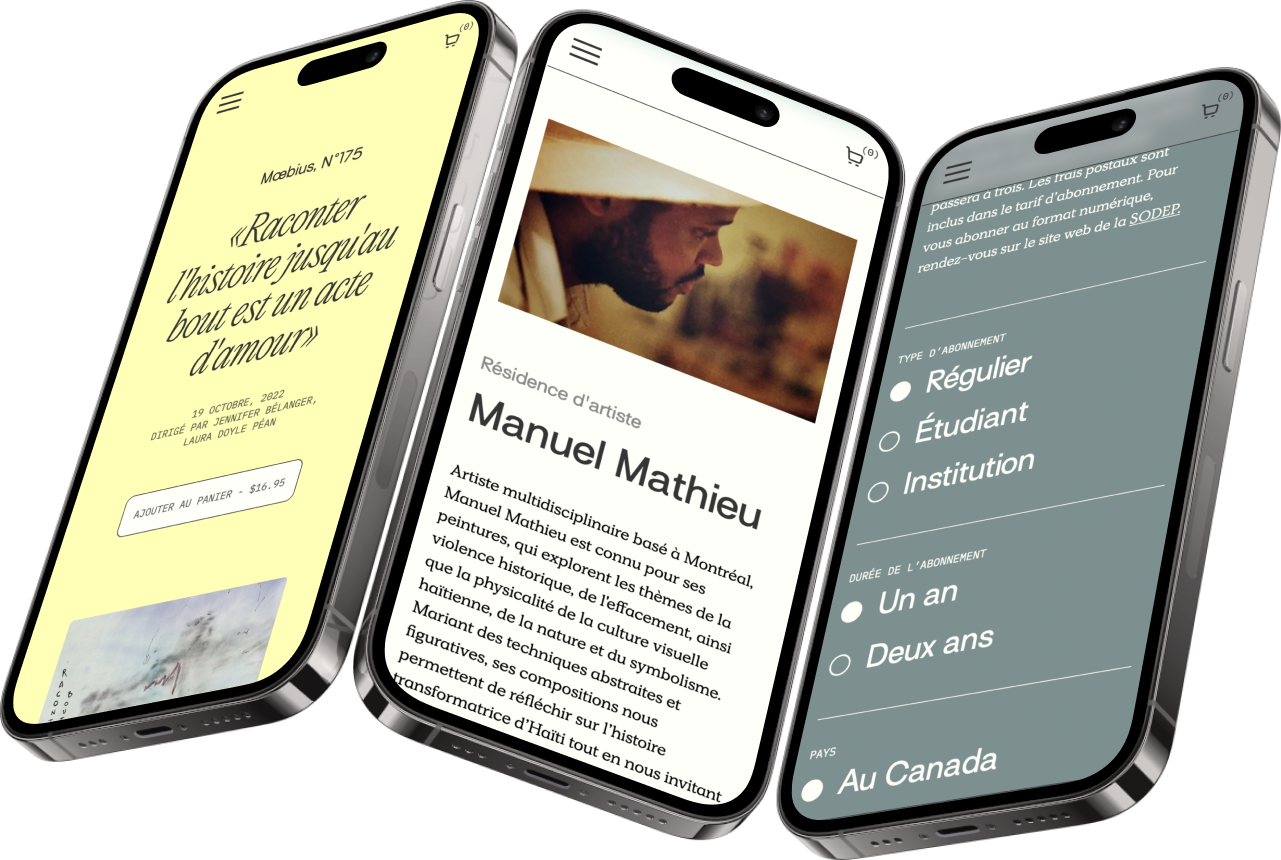 (0)
Mœbius, N°175
«Raconter
l'histoire jusqu'au
bout est un acte
d'amour»
19 OCTOBRE, 2022
DIRIGÉ PAR JENNIFER BÉLANGER,
LAURA DOYLE PÉAN
AJOUTER AU PANIER - $16.95
(0)
Résidence d'artiste
Manuel Mathieu
Artiste multidisciplinaire basé à Montréal,
Manuel Mathieu est connu pour ses
peintures, qui explorent les thèmes de la
violence historique, de l'effacement, ainsi
que la physicalité de la culture visuelle
haïtienne, de la nature et du symbolisme.
Mariant des techniques abstraites et
figuratives, ses compositions nous
permettent de réfléchir sur l'histoire
transformatrice d'Haïti tout en nous invitant
(0)
passera à trois. Les frais postaux sont
inclus dans le tarif d'abonnement. Pour
vous abonner au format numérique,
rendez-vous sur le site web de la SODEP.
TYPE D'ABONNEMENT
Régulier
Étudiant
Institution
DURÉE DE L'ABONNEMENT
Un an
Deux ans
PAYS
Au Canada